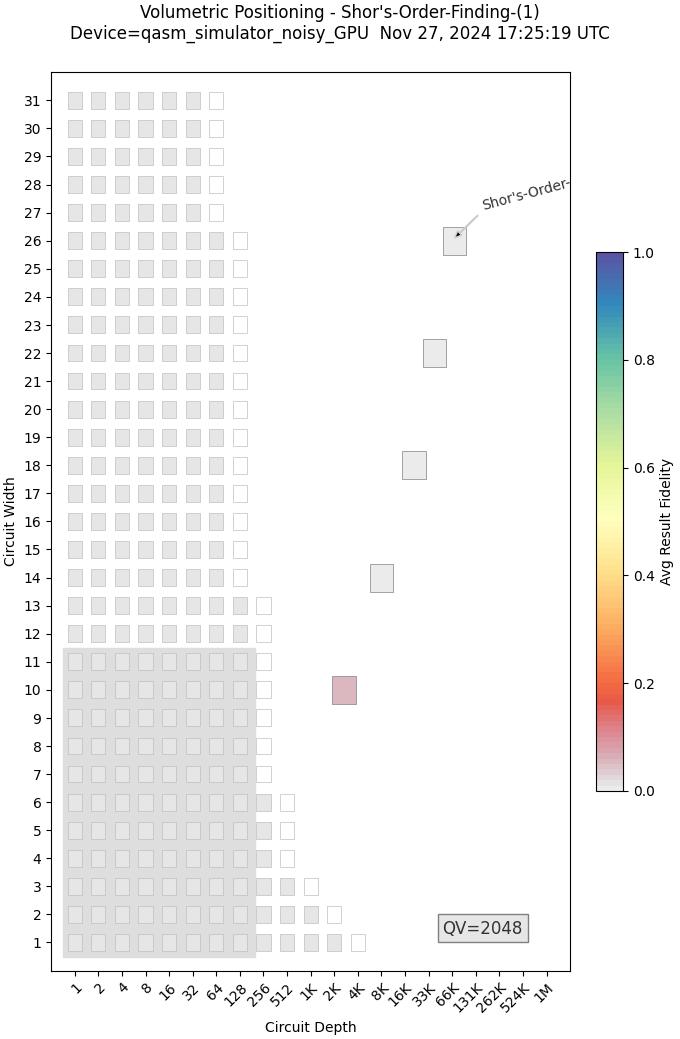 Volumetric Positioning - Shor's-Order-Finding-(1)
Device=qasm_simulator_noisy_GPU  Nov 27, 2024 17:25:19 UTC
31
30
29
28
27
26
25
24
23
22
21
20
19
18
17
16
15
14
13
12
11
10
9
8
7
6
5
4
3
2
1
Circuit Width
Shor's-Order-
QV=2048
1
2
4
8
16
32
64
128
256
512
1K
2K
4K
8K
16K
33K
66K
131K
262K
524K
1M
Circuit Depth
1.0
0.8
0.6
0.4
0.2
0.0
Avg Result Fidelity